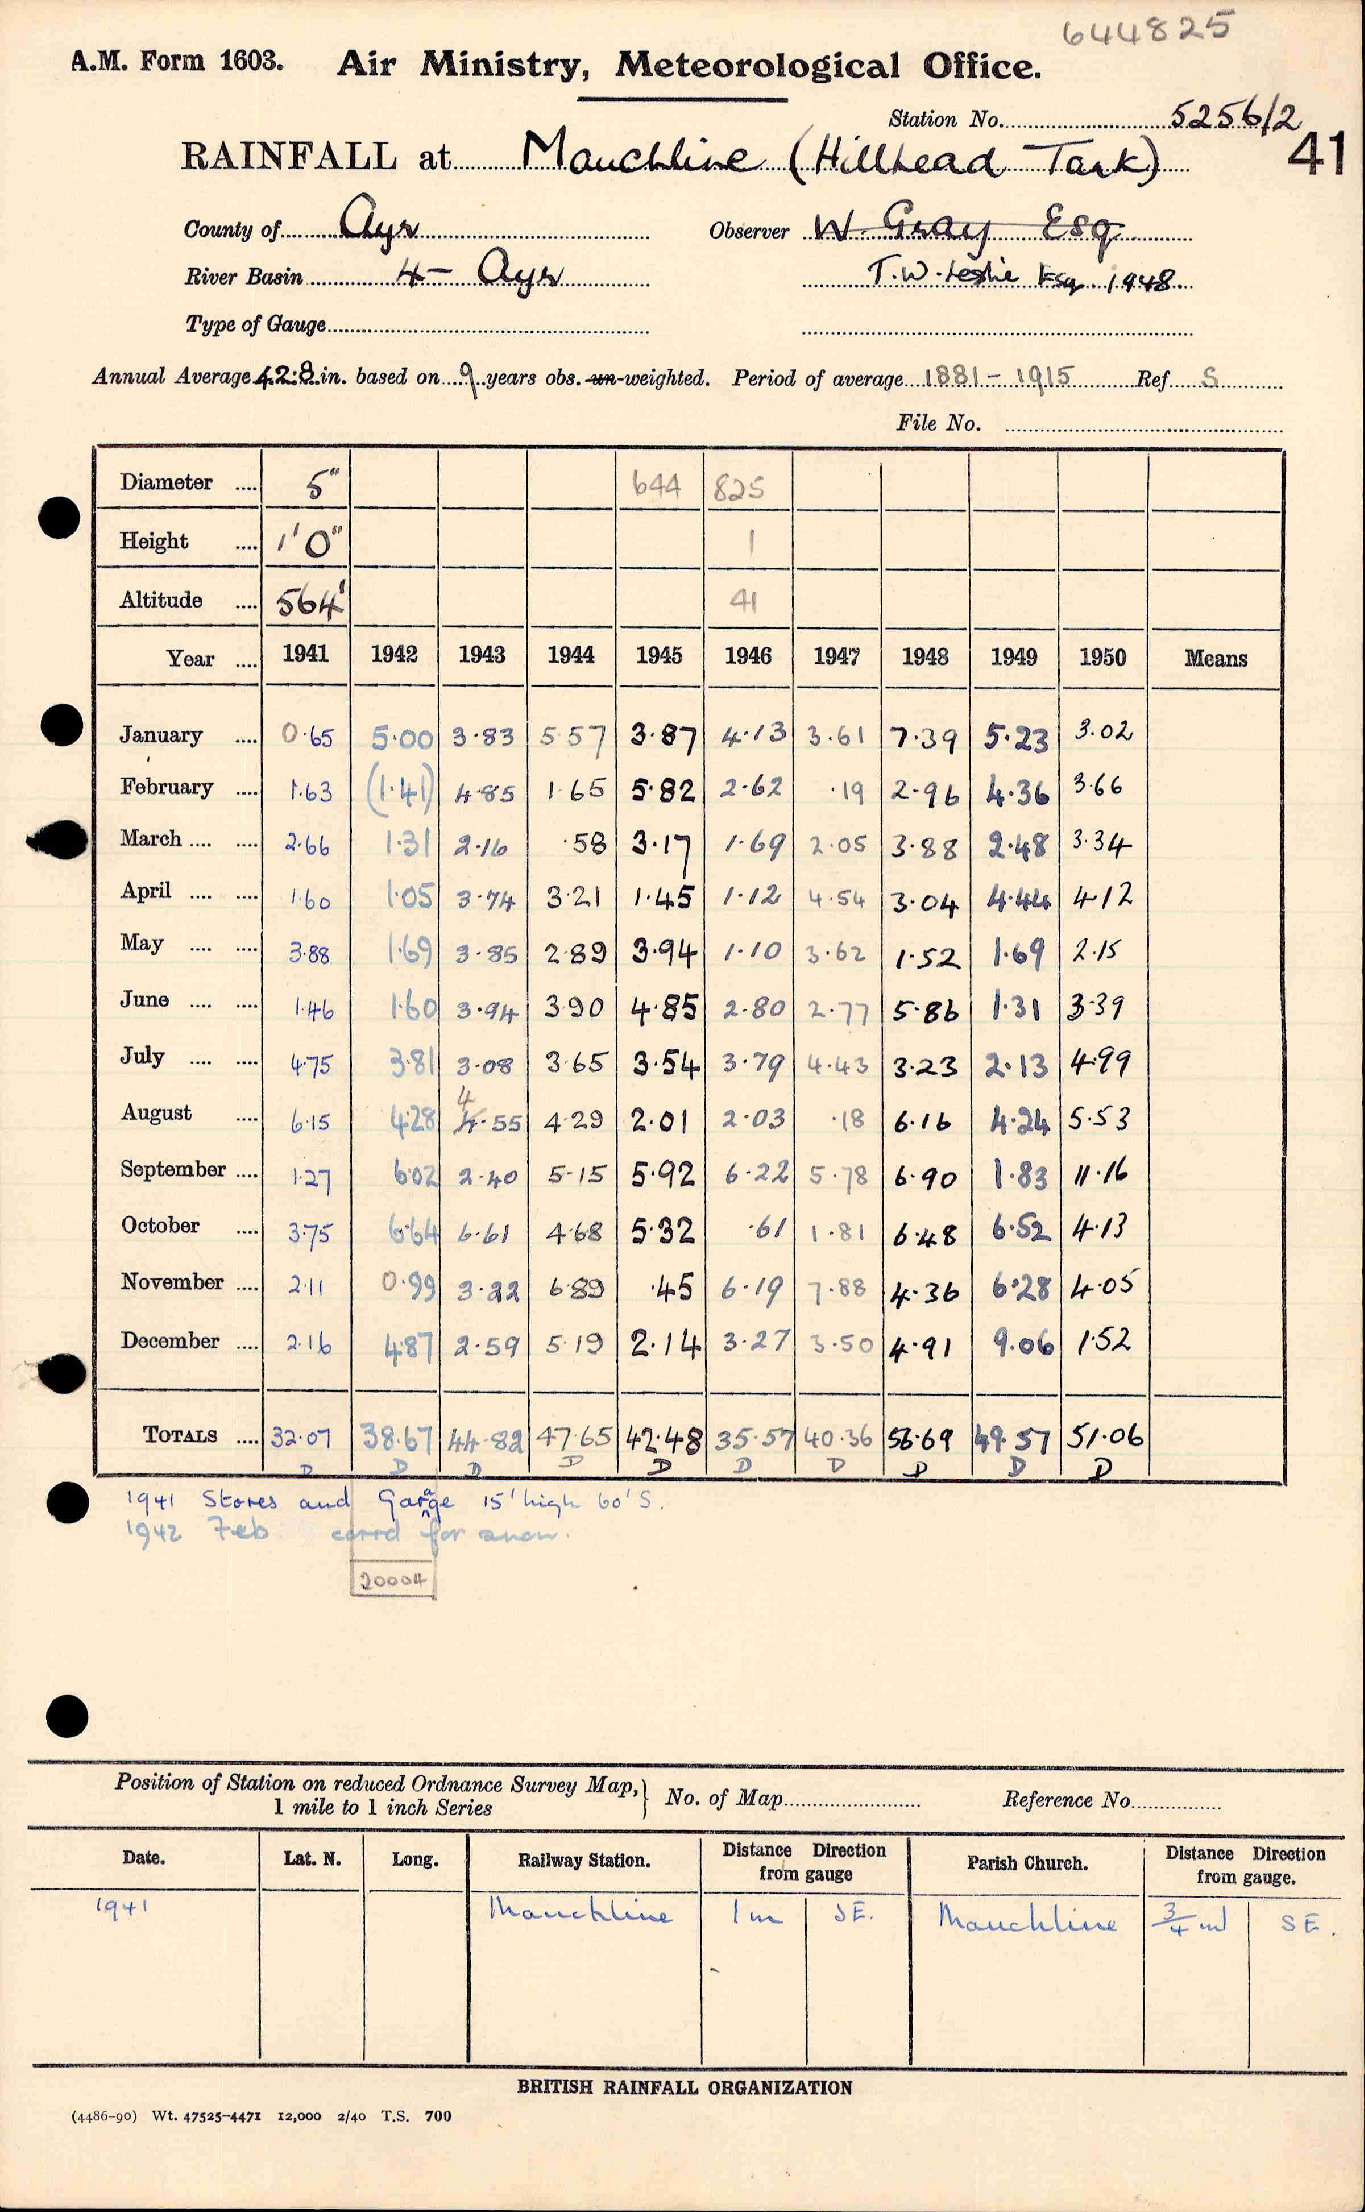 644825
A.M. Form 1603. Air Ministry, Meteorological Office.
Station No. 5256/2
41
RAINFALL at Mauchline (Hillhead Tank)
County of Ayr Observer W. Gray Esq
River Basin 4 - Ayr T.W. Leslie Esq 1948
Type of Gauge
Annual Average 42.8 in. based on 9 years obs. un-weighted. Period of average 1881-1915 Ref S
File No.
Diameter .... 5" 644 825
Height .... 1'0" 1
Altitude .... 564' 41
Year .... 1941 1942 1943 1944 1945 1946 1947 1948 1949 1950 Means
January .... 0.65 5.00 3.83 5.57 3.87 4.13 3.61 7.39 5.23 3.02
February .... 1.63 (1.41) 4.85 1.65 5.82 2.62 .19 2.96 4.36 3.66
March .... .... 2.66 1.31 2.16 .58 3.17 1.69 2.05 3.88 2.48 3.34
April .... .... 1.60 1.05 3.74 3.21 1.45 1.12 4.54 3.04 4.44 4.12
May .... .... 3.88 1.69 3.85 2.89 3.94 1.10 3.62 1.52 1.69 2.15
June .... .... 1.46 1.60 3.94 3.90 4.85 2.80 2.77 5.86 1.31 3.39
July .... .... 4.75 3.81 3.08 3.65 3.54 3.79 4.43 3.23 2.13 4.99
August .... 6.15 4.28 4.55 4.29 2.01 2.03 .18 6.16 4.24 5.53
September .... 1.27 6.02 2.40 5.15 5.92 6.22 5.78 6.90 1.83 11.16
October .... 3.75 6.64 6.61 4.68 5.32 .61 1.81 6.48 6.52 4.13
November .... 2.11 0.99 3.22 6.89 .45 6.19 7.88 4.36 6.28 4.05
December .... 2.16 4.87 2.59 5.19 2.14 3.27 3.50 4.91 9.06 1.52
TOTALS .... 32.07 38.67 44.82 47.65 42.48 35.57 40.36 56.69 49.57 51.06
D D D D D D D D D D
1941 Stores and Garage 15' high 60' S.
1942 Feb corrd for snow.
20004
Position of Station on reduced Ordnance Survey Map, 1 mile to 1 inch Series } No. of Map Reference No.
Date. Lat. N. Long. Railway Station. Distance Direction from gauge Parish Church. Distance Direction from gauge.
1941 Mauchline 1 m SE. Mauchline 3/4 ml SE.
BRITISH RAINFALL ORGANIZATION
(4486-90) Wt. 47525-4471 12,000 2/40 T.S. 700